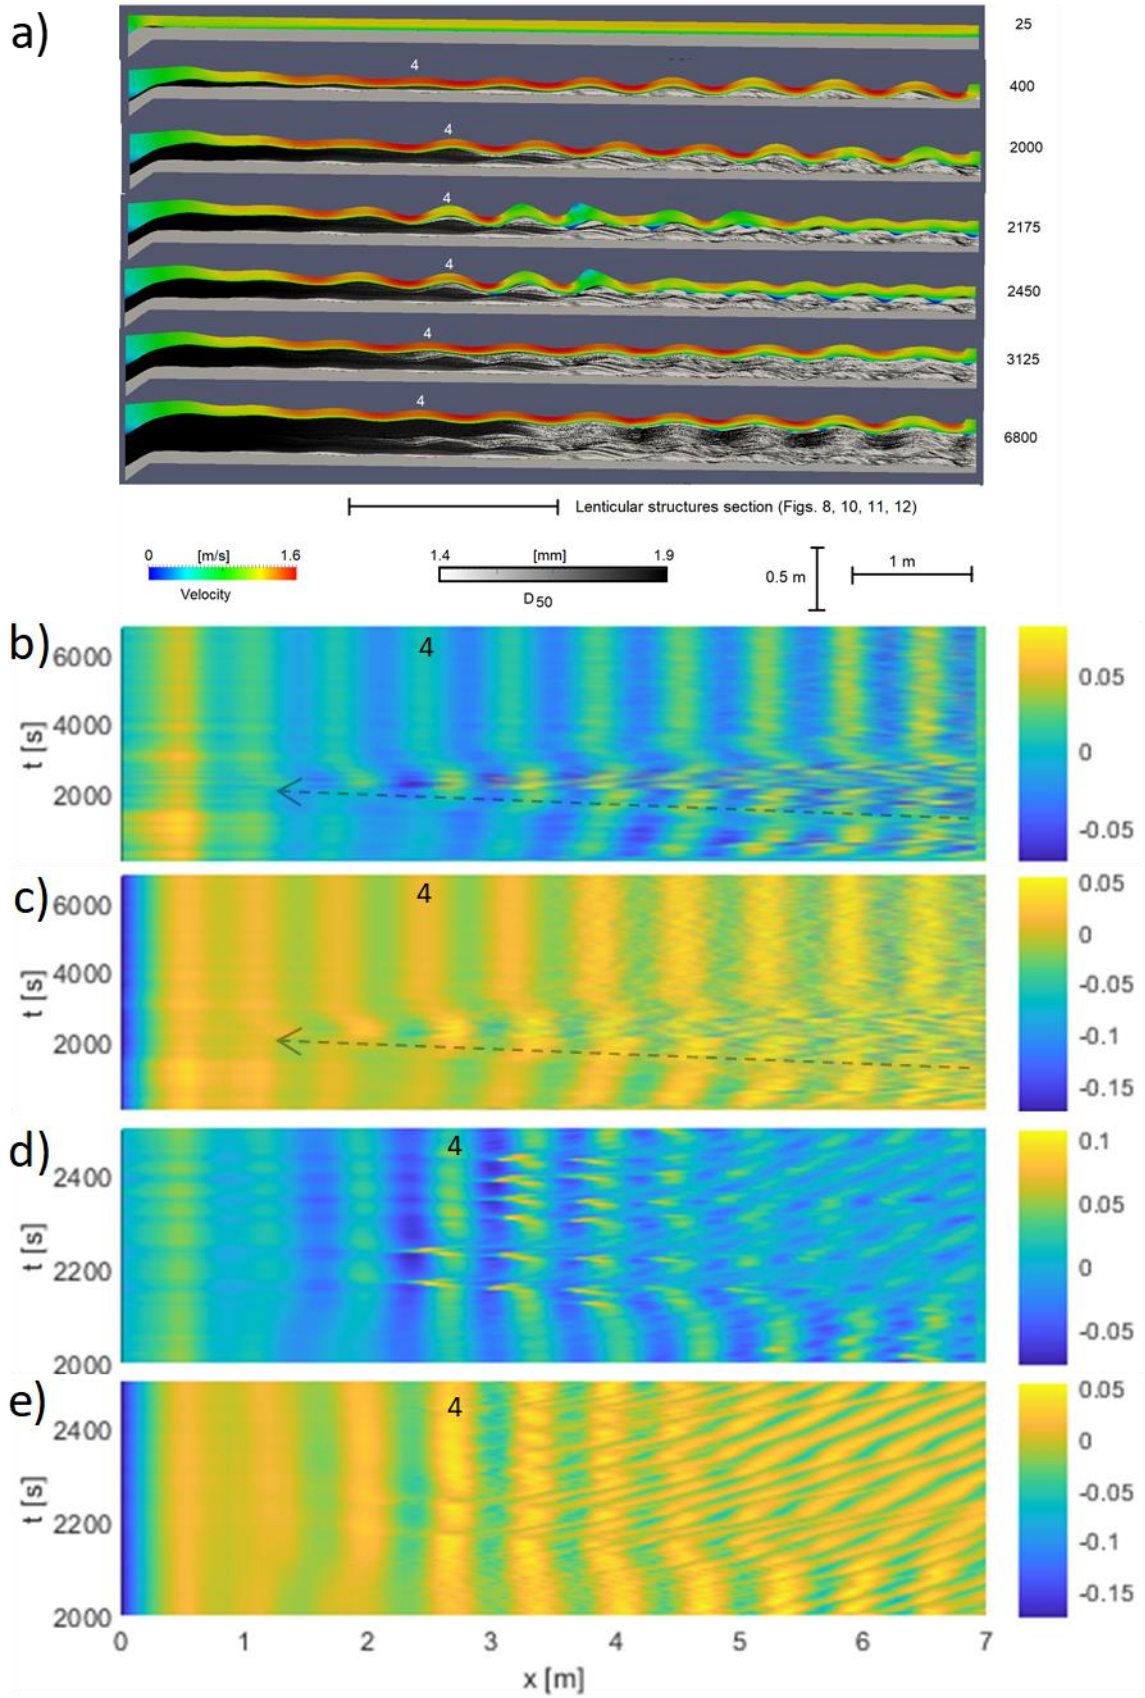 a)
25
4
400
4
2000
4
2175
4
2450
4
3125
4
6800
Lenticular structures section (Figs. 8, 10, 11, 12)
0 [m/s] 1.6
Velocity
1.4 [mm] 1.9
D50
0.5 m
1 m
b)
4
t [s]
6000
4000
2000
0.05
0
-0.05
c)
4
t [s]
6000
4000
2000
0.05
0
-0.05
-0.1
-0.15
d)
4
t [s]
2400
2200
2000
0.1
0.05
0
-0.05
e)
4
t [s]
2400
2200
2000
0.05
0
-0.05
-0.1
-0.15
0 1 2 3 4 5 6 7
x [m]